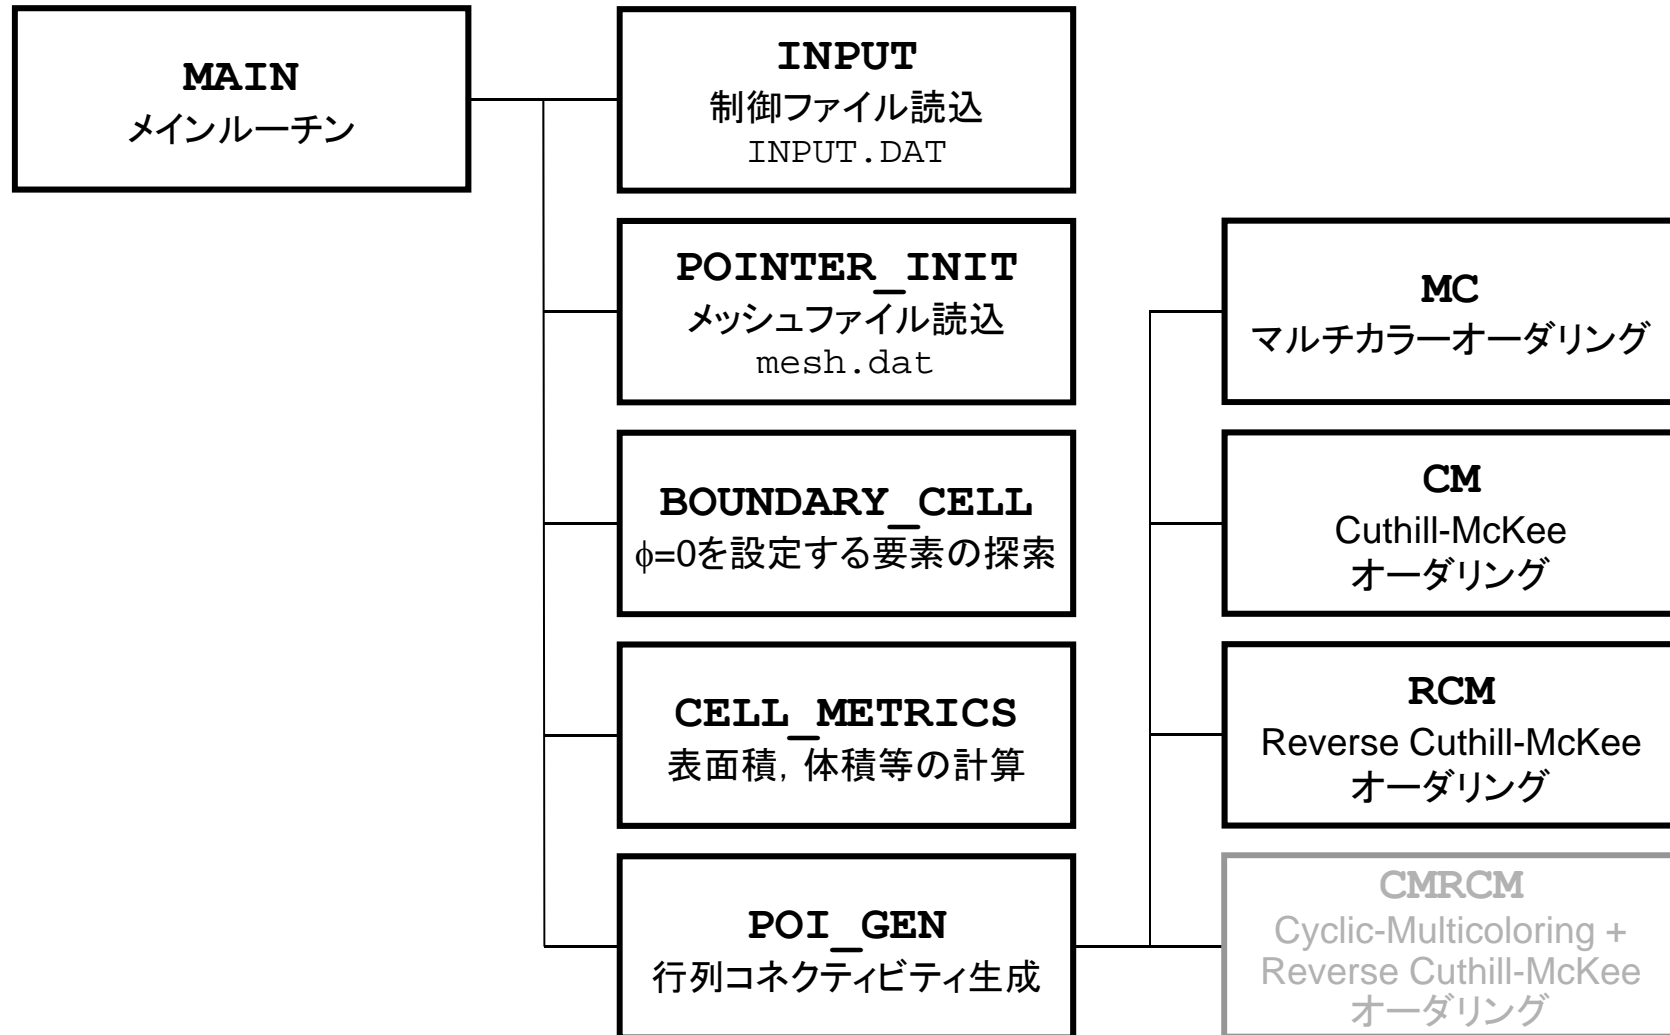 MAIN
メインルーチン
INPUT
制御ファイル読込
INPUT.DAT
POINTER_INIT
メッシュファイル読込
mesh.dat
BOUNDARY_CELL
φ=0を設定する要素の探索
CELL_METRICS
表面積, 体積等の計算
POI_GEN
行列コネクティビティ生成
MC
マルチカラーオーダリング
CM
Cuthill-McKee
オーダリング
RCM
Reverse Cuthill-McKee
オーダリング
CMRCM
Cyclic-Multicoloring +
Reverse Cuthill-McKee
オーダリング